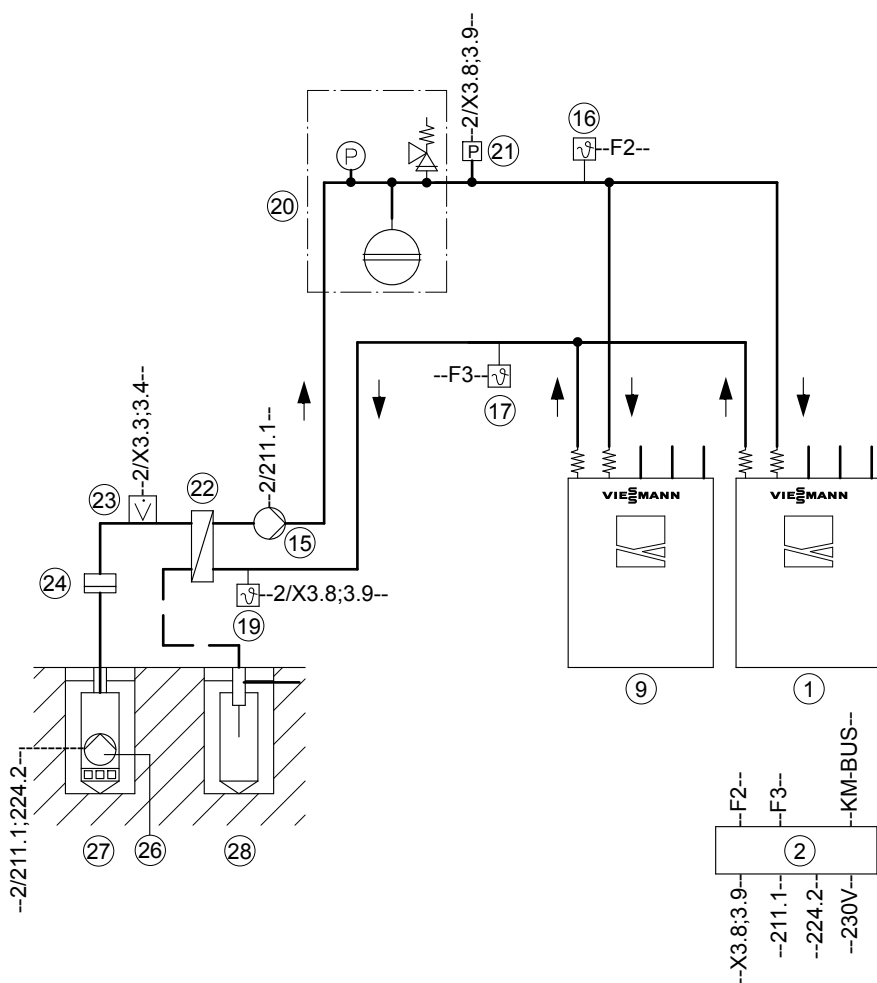 --2/X3.8;3.9--
16
P
P
21
ϑ
--F2--
20
--F3--
ϑ
17
--2/X3.3;3.4--
--2/211.1--
23
22
15
24
ϑ
--2/X3.8;3.9--
19
VIESSMANN
VIESSMANN
9
1
--2/211.1;224.2--
27
26
28
--F2--
--F3--
--KM-BUS--
2
--X3.8;3.9--
--211.1--
--224.2--
--230V--